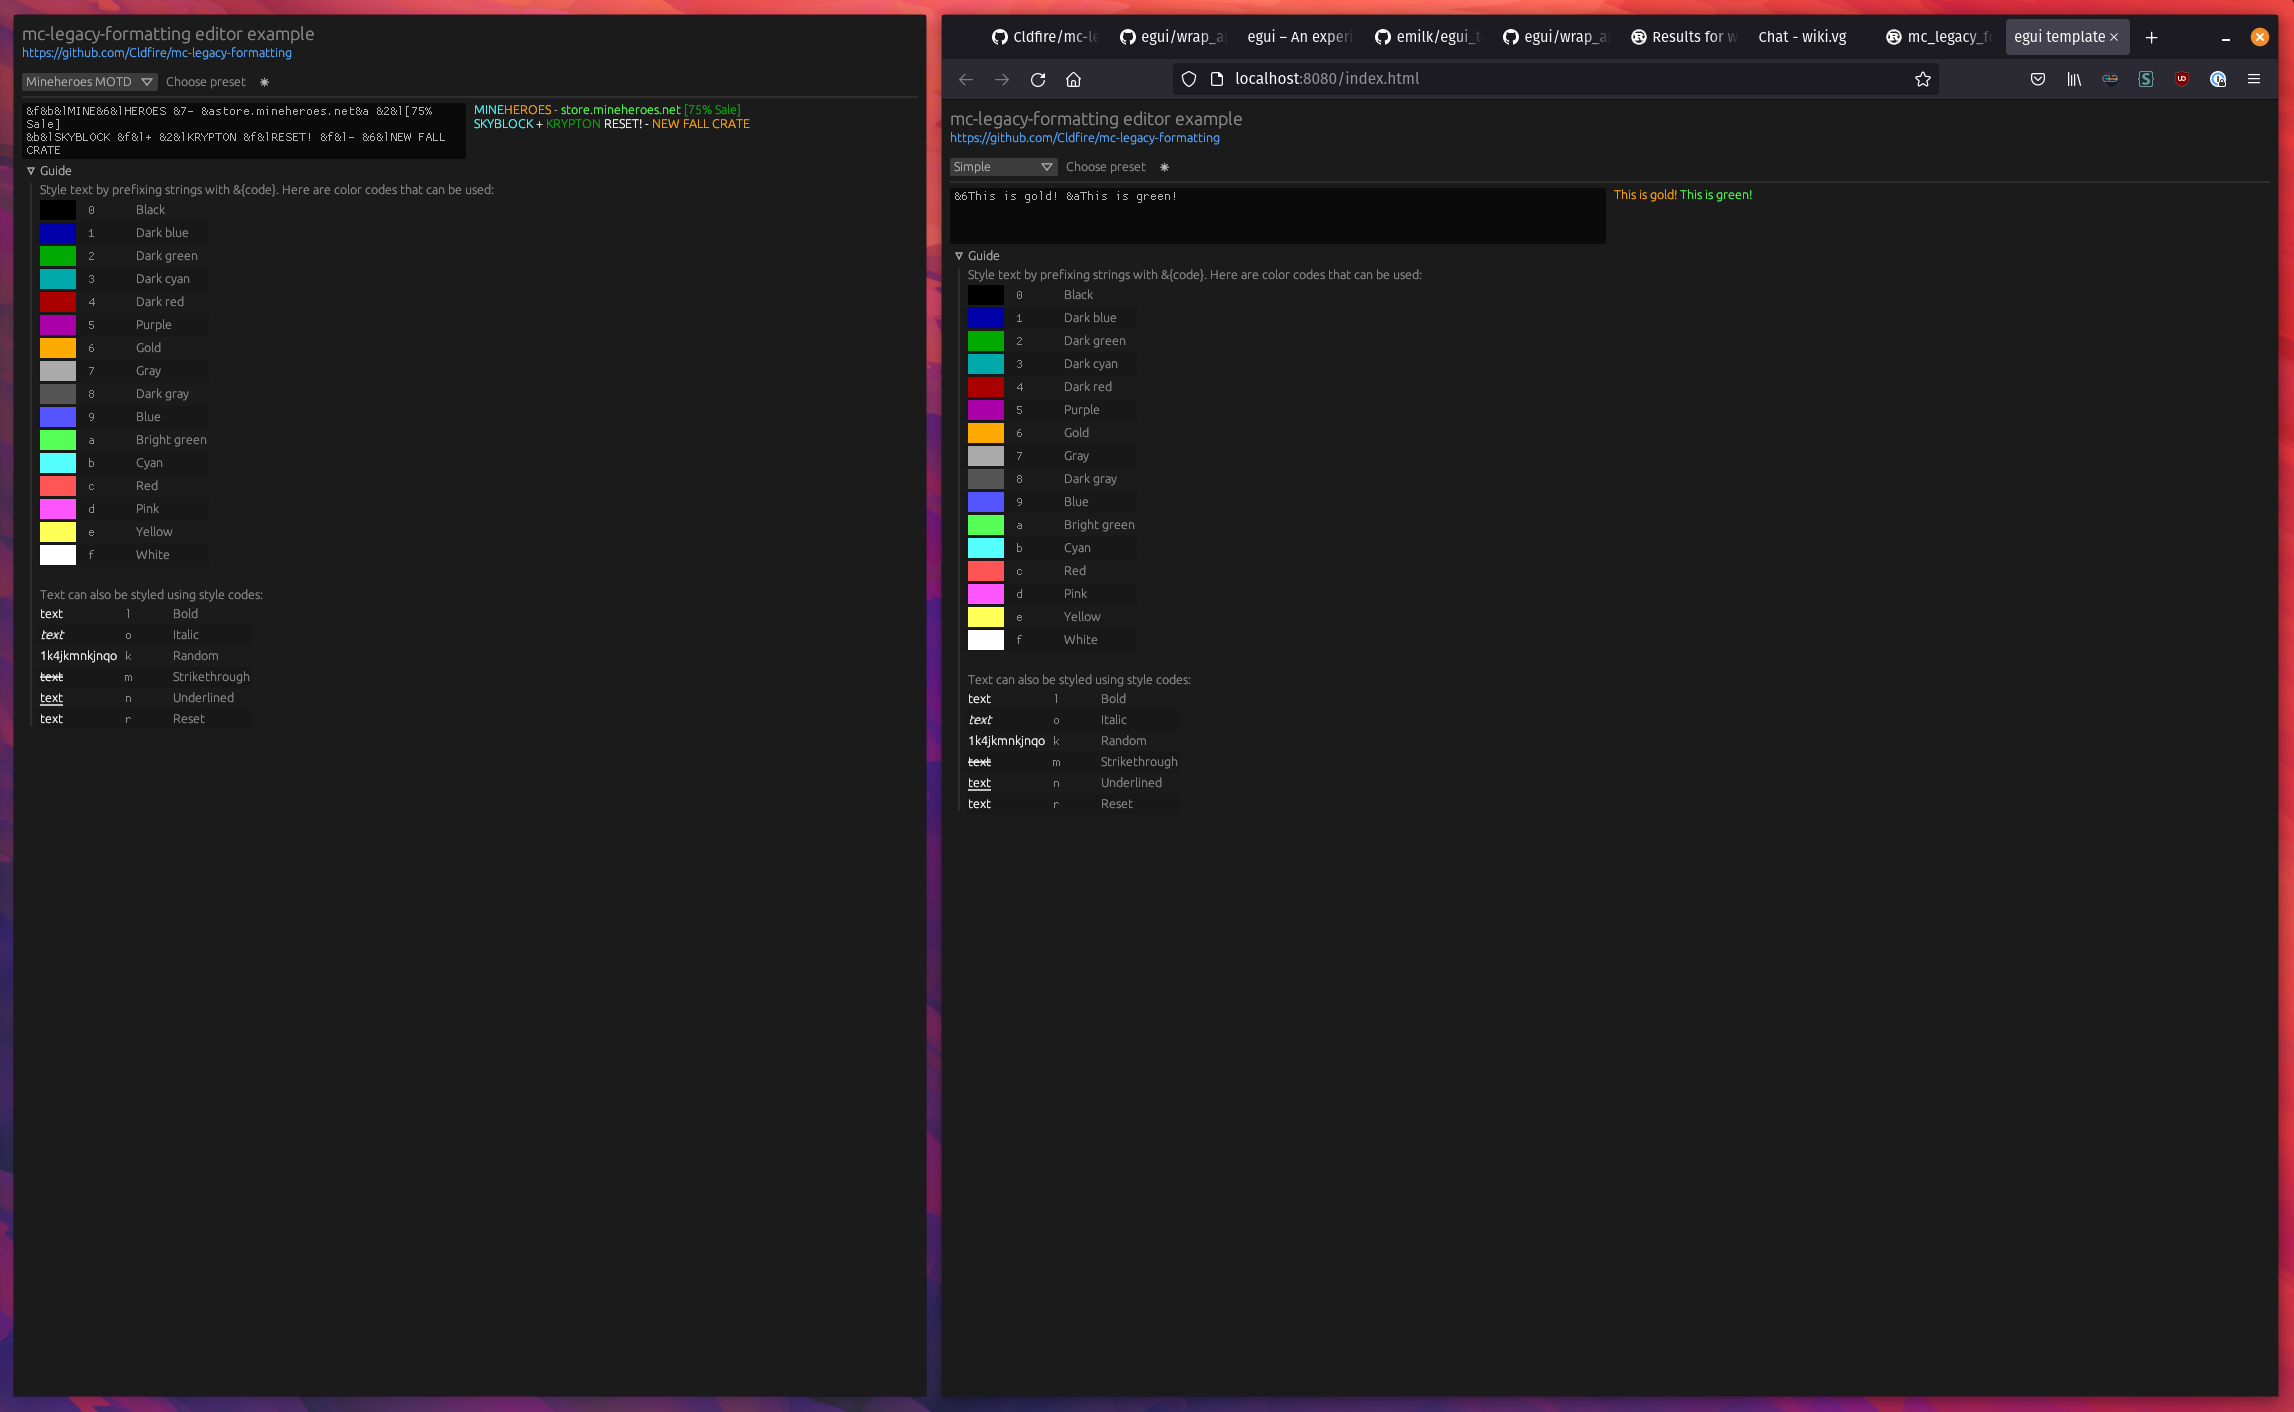 mc-legacy-formatting editor example
https://github.com/Cldfire/mc-legacy-formatting
Mineheroes MOTD Choose preset
&f&b&lMINE&6&lHEROES &7- &astore.mineheroes.net&a &2&l[75%
Sale]
&b&lSKYBLOCK &f&l+ &2&lKRYPTON &f&lRESET! &f&l- &6&lNEW FALL
CRATE
MINEHEROES - store.mineheroes.net [75% Sale]
SKYBLOCK + KRYPTON RESET! - NEW FALL CRATE
Guide
Style text by prefixing strings with &{code}. Here are color codes that can be used:
0 Black
1 Dark blue
2 Dark green
3 Dark cyan
4 Dark red
5 Purple
6 Gold
7 Gray
8 Dark gray
9 Blue
a Bright green
b Cyan
c Red
d Pink
e Yellow
f White
Text can also be styled using style codes:
text l Bold
text o Italic
1k4jkmnkjnqo k Random
text m Strikethrough
text n Underlined
text r Reset
Cldfire/mc-le egui/wrap_a egui – An experi emilk/egui_t egui/wrap_a Results for w Chat - wiki.vg mc_legacy_fo egui template
localhost:8080/index.html
mc-legacy-formatting editor example
https://github.com/Cldfire/mc-legacy-formatting
Simple Choose preset
&6This is gold! &aThis is green!
This is gold! This is green!
Guide
Style text by prefixing strings with &{code}. Here are color codes that can be used:
0 Black
1 Dark blue
2 Dark green
3 Dark cyan
4 Dark red
5 Purple
6 Gold
7 Gray
8 Dark gray
9 Blue
a Bright green
b Cyan
c Red
d Pink
e Yellow
f White
Text can also be styled using style codes:
text l Bold
text o Italic
1k4jkmnkjnqo k Random
text m Strikethrough
text n Underlined
text r Reset